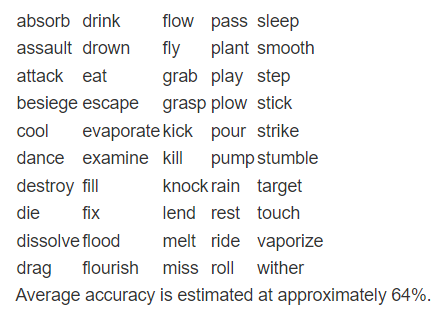 absorb drink flow pass sleep
assault drown fly plant smooth
attack eat grab play step
besiege escape grasp plow stick
cool evaporate kick pour strike
dance examine kill pump stumble
destroy fill knock rain target
die fix lend rest touch
dissolve flood melt ride vaporize
drag flourish miss roll wither
Average accuracy is estimated at approximately 64%.